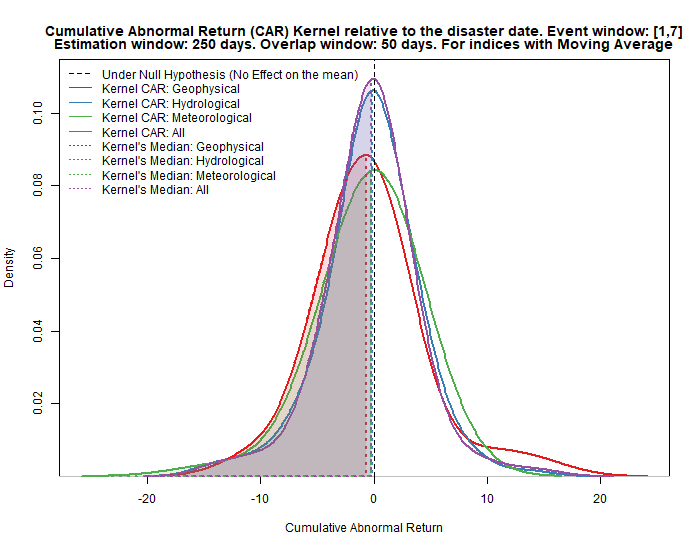 Cumulative Abnormal Return (CAR) Kernel relative to the disaster date. Event window: [1,7]
Estimation window: 250 days. Overlap window: 50 days. For indices with Moving Average
Under Null Hypothesis (No Effect on the mean)
Kernel CAR: Geophysical
Kernel CAR: Hydrological
Kernel CAR: Meteorological
Kernel CAR: All
Kernel's Median: Geophysical
Kernel's Median: Hydrological
Kernel's Median: Meteorological
Kernel's Median: All
Density
0.10
0.08
0.06
0.04
0.02
-20 -10 0 10 20
Cumulative Abnormal Return